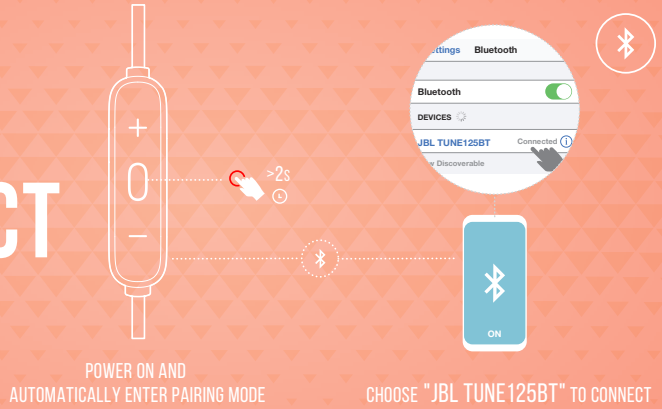 ttings Bluetooth
Bluetooth
DEVICES
JBL TUNE125BT Connected
Discoverable
+
>2S
CT
−
ON
POWER ON AND
AUTOMATICALLY ENTER PAIRING MODE
CHOOSE "JBL TUNE125BT" TO CONNECT